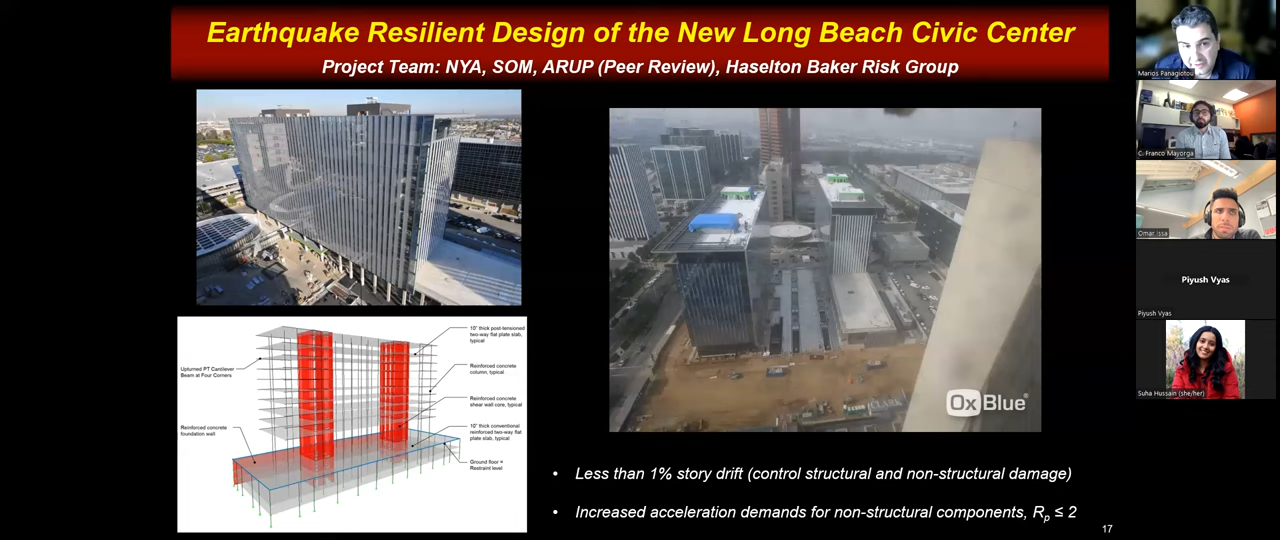 Earthquake Resilient Design of the New Long Beach Civic Center
Project Team: NYA, SOM, ARUP (Peer Review), Haselton Baker Risk Group
10" thick post-tensioned
two-way flat plate slab,
typical
Upturned PT Cantilever
Beam at Four Corners
Reinforced concrete
column, typical
Reinforced concrete
shear wall core, typical
Reinforced concrete
foundation wall
10" thick conventional
reinforced two-way flat
plate slab, typical
Ground floor =
Restraint level
CLARK
OxBlue®
• Less than 1% story drift (control structural and non-structural damage)
• Increased acceleration demands for non-structural components, Rp ≤ 2
17
Marios Panagiotou
C. Franco Mayorga
Omar Issa
Piyush Vyas
Piyush Vyas
Suha Hussain (she/her)